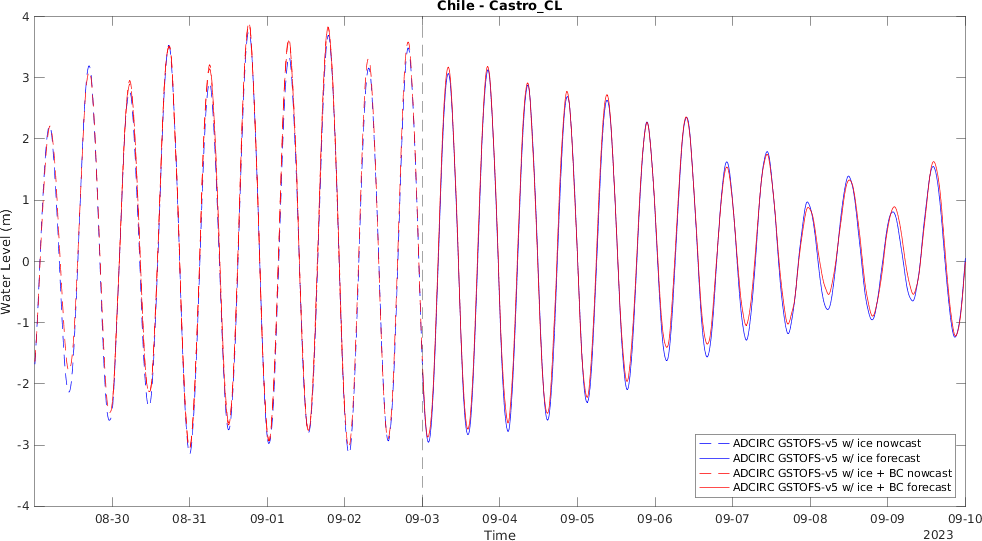 Chile - Castro_CL
Water Level (m)
4
3
2
1
0
-1
-2
-3
-4
ADCIRC GSTOFS-v5 w/ ice nowcast
ADCIRC GSTOFS-v5 w/ ice forecast
ADCIRC GSTOFS-v5 w/ ice + BC nowcast
ADCIRC GSTOFS-v5 w/ ice + BC forecast
08-30 08-31 09-01 09-02 09-03 09-04 09-05 09-06 09-07 09-08 09-09 09-10
Time
2023